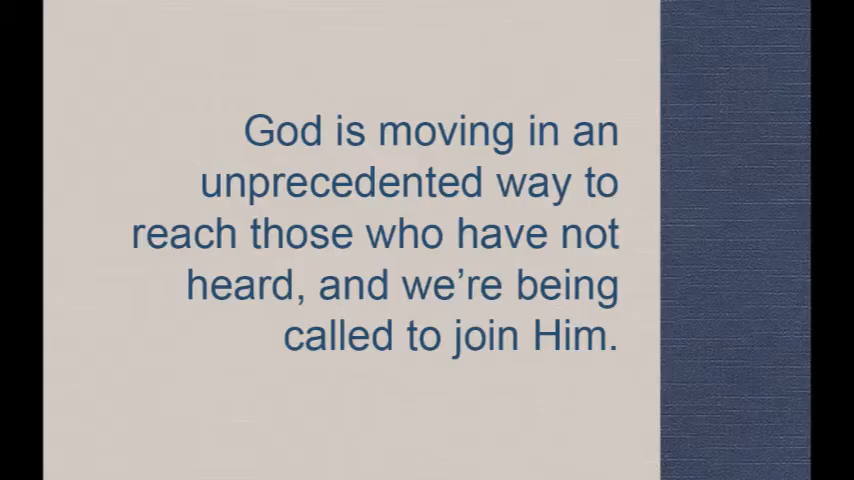 God is moving in an
unprecedented way to
reach those who have not
heard, and we’re being
called to join Him.